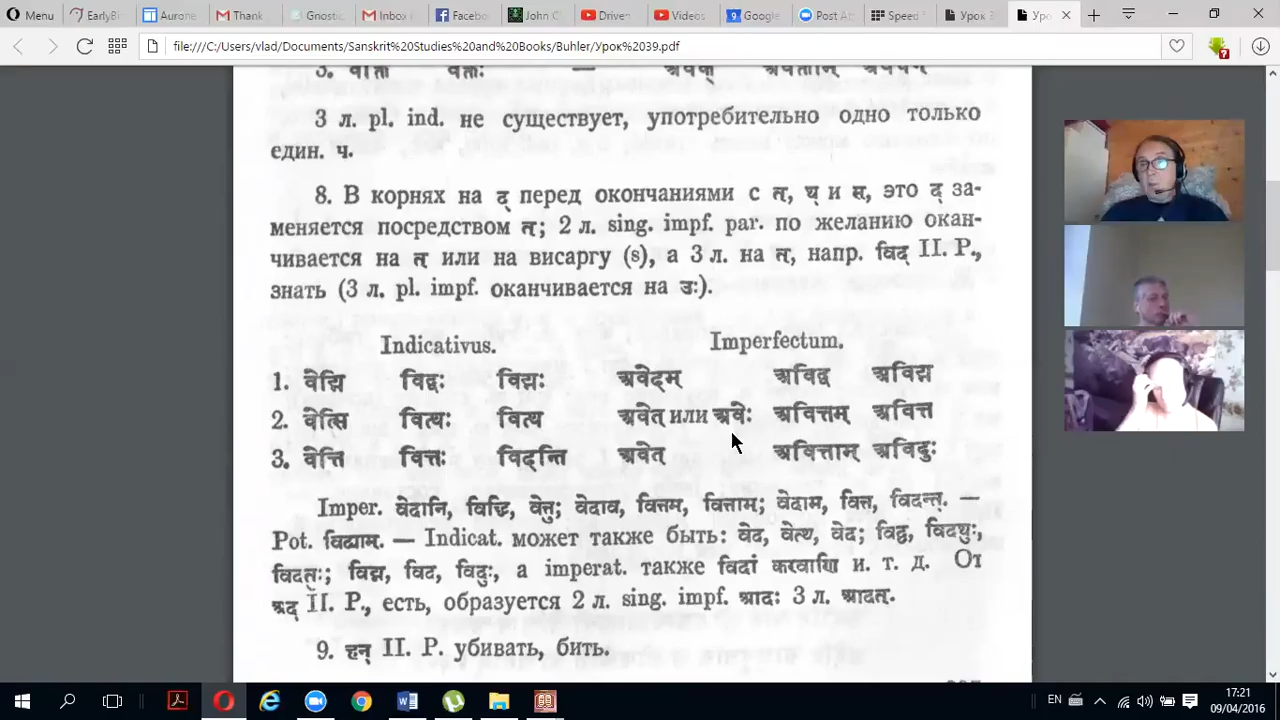 Menu EarlyBi Aurone Thank Gnostic Inbox ( Facebo John C Driven Videos Google Post At Speed Урок Уро
file:///C:/Users/vlad/Documents/Sanskrit%20Studies%20and%20Books/Buhler/Урок%2039.pdf
3 л. pl. ind. не существует, употребительно одно только
един. ч.
8. В корнях на द् перед окончаниями с त्, थ् и स्, это द् за-
меняется посредством त्; 2 л. sing. impf. par. по желанию окан-
чивается на त् или на висаргу (s), а 3 л. на त्, напр. विद् II. P.,
знать (3 л. pl. impf. оканчивается на उः).
Indicativus. Imperfectum.
1. वेद्मि विद्वः विद्मः अवेदम् अविद्व अविद्म
2. वेत्सि वित्थः वित्थ अवेत् или अवेः अवित्तम् अवित्त
3. वेत्ति वित्तः विदन्ति अवेत् अवित्ताम् अविदुः
Imper. वेदानि, विद्धि, वेत्तु; वेदाव, वित्तम, वित्ताम; वेदाम, वित्त, विदन्त. —
Pot. विद्याम. — Indicat. может также быть: वेद, वेत्थ, वेद; विद्व, विदथुः,
विदतुः; विद्म, विद, विदुः, а imperat. также विदां करवाणि и. т. д. От
अद् II. P., есть, образуется 2 л. sing. impf. आदः 3 л. आदत्.
9. हन् II. P. убивать, бить.
EN 17:21
09/04/2016